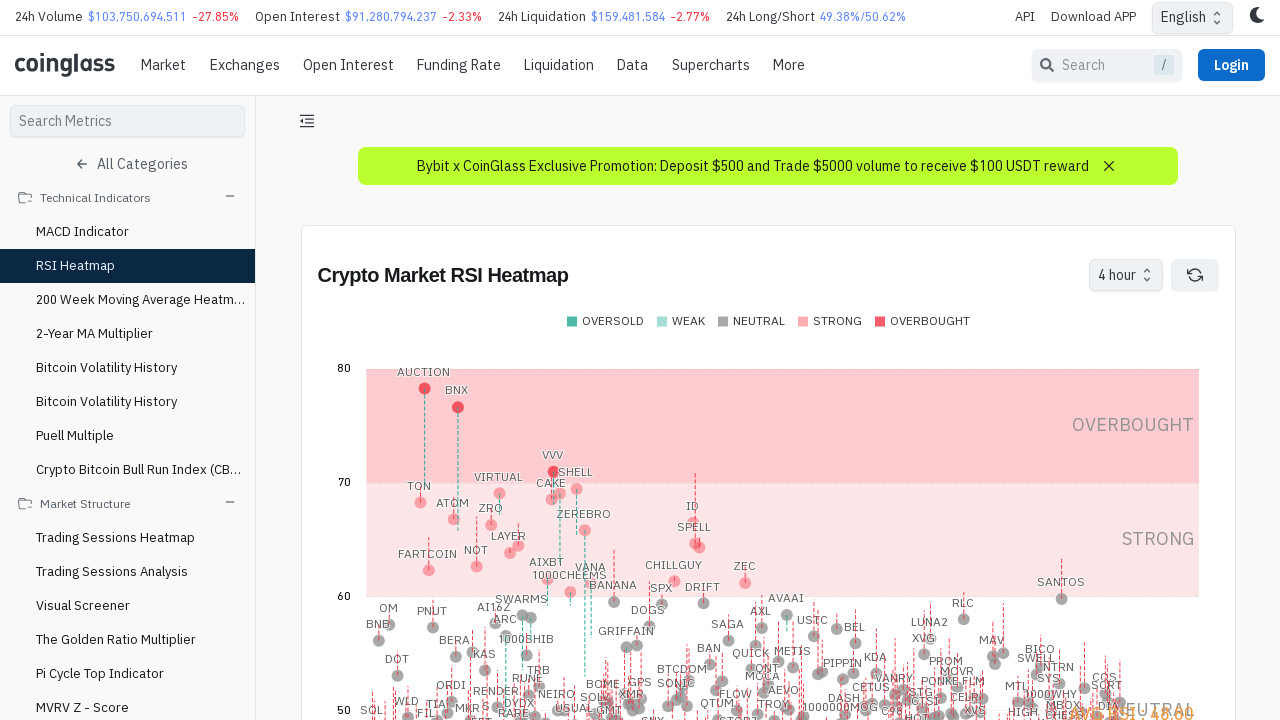 24h Volume $103,750,694,511 -27.85% Open Interest $91,280,794,237 -2.33% 24h Liquidation $159,481,584 -2.77% 24h Long/Short 49.38%/50.62% API Download APP English
coinglass Market Exchanges Open Interest Funding Rate Liquidation Data Supercharts More Search / Login
Search Metrics
All Categories
Technical Indicators
MACD Indicator
RSI Heatmap
200 Week Moving Average Heatm...
2-Year MA Multiplier
Bitcoin Volatility History
Bitcoin Volatility History
Puell Multiple
Crypto Bitcoin Bull Run Index (CB...
Market Structure
Trading Sessions Heatmap
Trading Sessions Analysis
Visual Screener
The Golden Ratio Multiplier
Pi Cycle Top Indicator
MVRV Z - Score
Bybit x CoinGlass Exclusive Promotion: Deposit $500 and Trade $5000 volume to receive $100 USDT reward
Crypto Market RSI Heatmap
4 hour
OVERSOLD WEAK NEUTRAL STRONG OVERBOUGHT
80
AUCTION
BNX
OVERBOUGHT
VVV
SHELL
VIRTUAL
70
TON
CAKE
ATOM
ZRO
ZEREBRO
ID
SPELL
LAYER
STRONG
FARTCOIN
NOT
AIXBT
VANA
CHILLGUY
ZEC
1000CHEEMS
BANANA
SPX
DRIFT
SANTOS
60
SWARMS
AVAAI
RLC
OM
PNUT
AI16Z
DOGS
AXL
BNB
ARC
GRIFFAIN
SAGA
USTC
BEL
LUNA2
BERA
1000SHIB
XVG
MAV
KAS
BAN
QUICK
METIS
BICO
DOT
TRB
BTCDOM
PIPPIN
KDA
PROM
SWELL
NTRN
ORDI
RUNE
BOME
GPS
SONIC
MOCA
VANRY
MOVR
SYS
COS
RENDER
NEIRO
XMR
AEVO
CETUS
FLM
MTL
WLD
DYDX
QTUM
FLOW
DASH
CELR
1000WHY
50
SOL
FIL
RARE
USUAL
GMT
1000000MOG
XVS
HIGH
MBOX
NEUTRAL